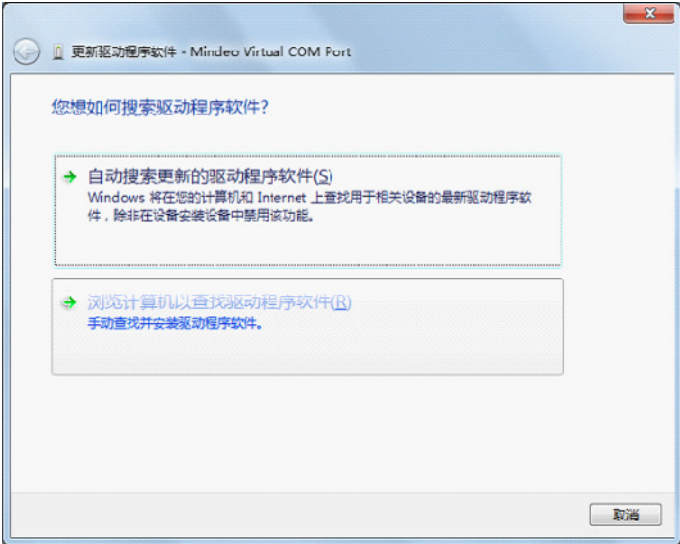 更新驱动程序软件 - Mindeo Virtual COM Port
您想如何搜索驱动程序软件?
自动搜索更新的驱动程序软件(S)
Windows 将在您的计算机和 Internet 上查找用于相关设备的最新驱动程序软
件，除非在设备安装设备中禁用该功能。
浏览计算机以查找驱动程序软件(R)
手动查找并安装驱动程序软件。
取消